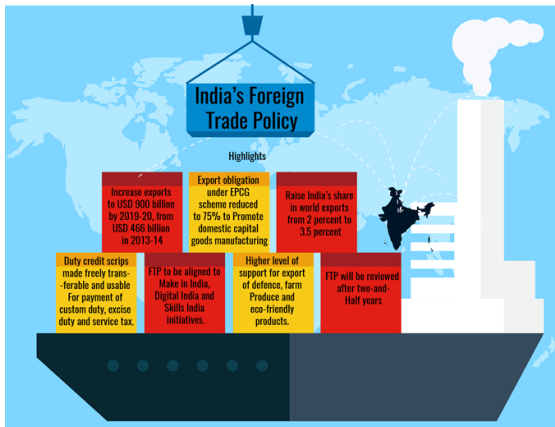 India's Foreign
Trade Policy
Highlights
Increase exports
to USD 900 billion
by 2019-20, from
USD 466 billion
in 2013-14
Export obligation
under EPCG
scheme reduced
to 75% to Promote
domestic capital
goods manufacturing
Raise India's share
in world exports
from 2 percent to
3.5 percent
Duty credit scrips
made freely trans-
-ferable and usable
For payment of
custom duty, excise
duty and service tax.
FTP to be aligned to
Make in India,
Digital India and
Skills India
initiatives.
Higher level of
support for export
of defence, farm
Produce and
eco-friendly
products.
FTP will be reviewed
after two-and-
Half years